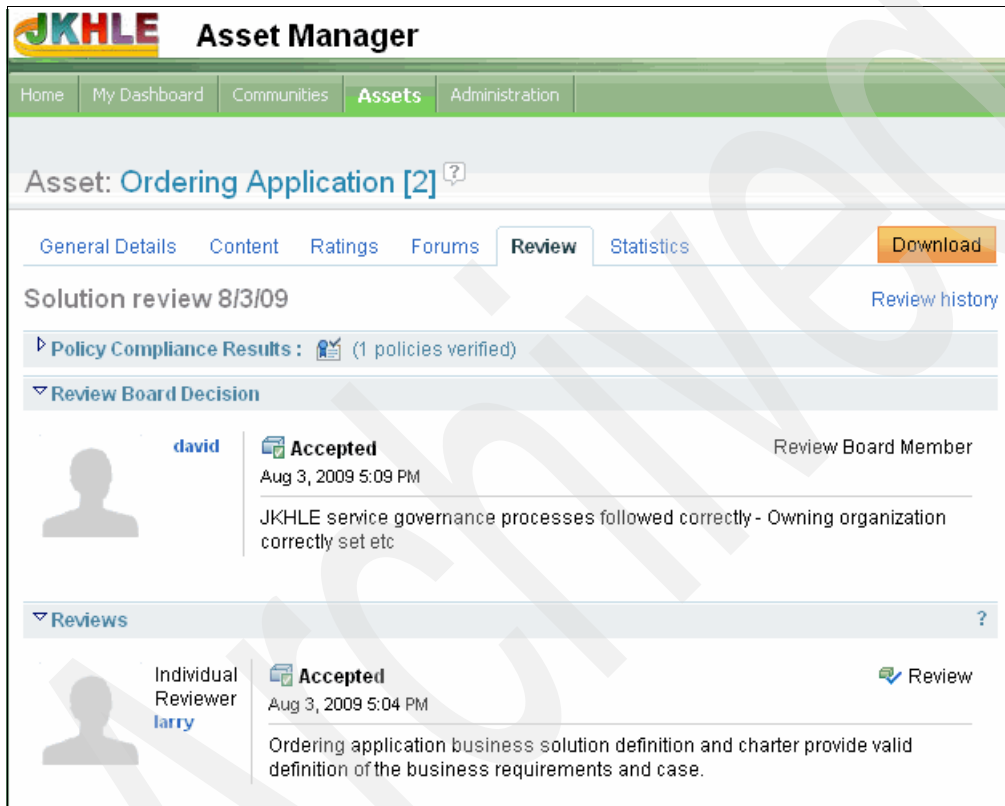 JKHLE Asset Manager
Home My Dashboard Communities Assets Administration
Asset: Ordering Application [2] ?
General Details Content Ratings Forums Review Statistics Download
Solution review 8/3/09 Review history
Policy Compliance Results : (1 policies verified)
Review Board Decision
david Accepted Review Board Member
Aug 3, 2009 5:09 PM
JKHLE service governance processes followed correctly - Owning organization
correctly set etc
Reviews ?
Individual Reviewer larry
Accepted Review
Aug 3, 2009 5:04 PM
Ordering application business solution definition and charter provide valid
definition of the business requirements and case.
Archived